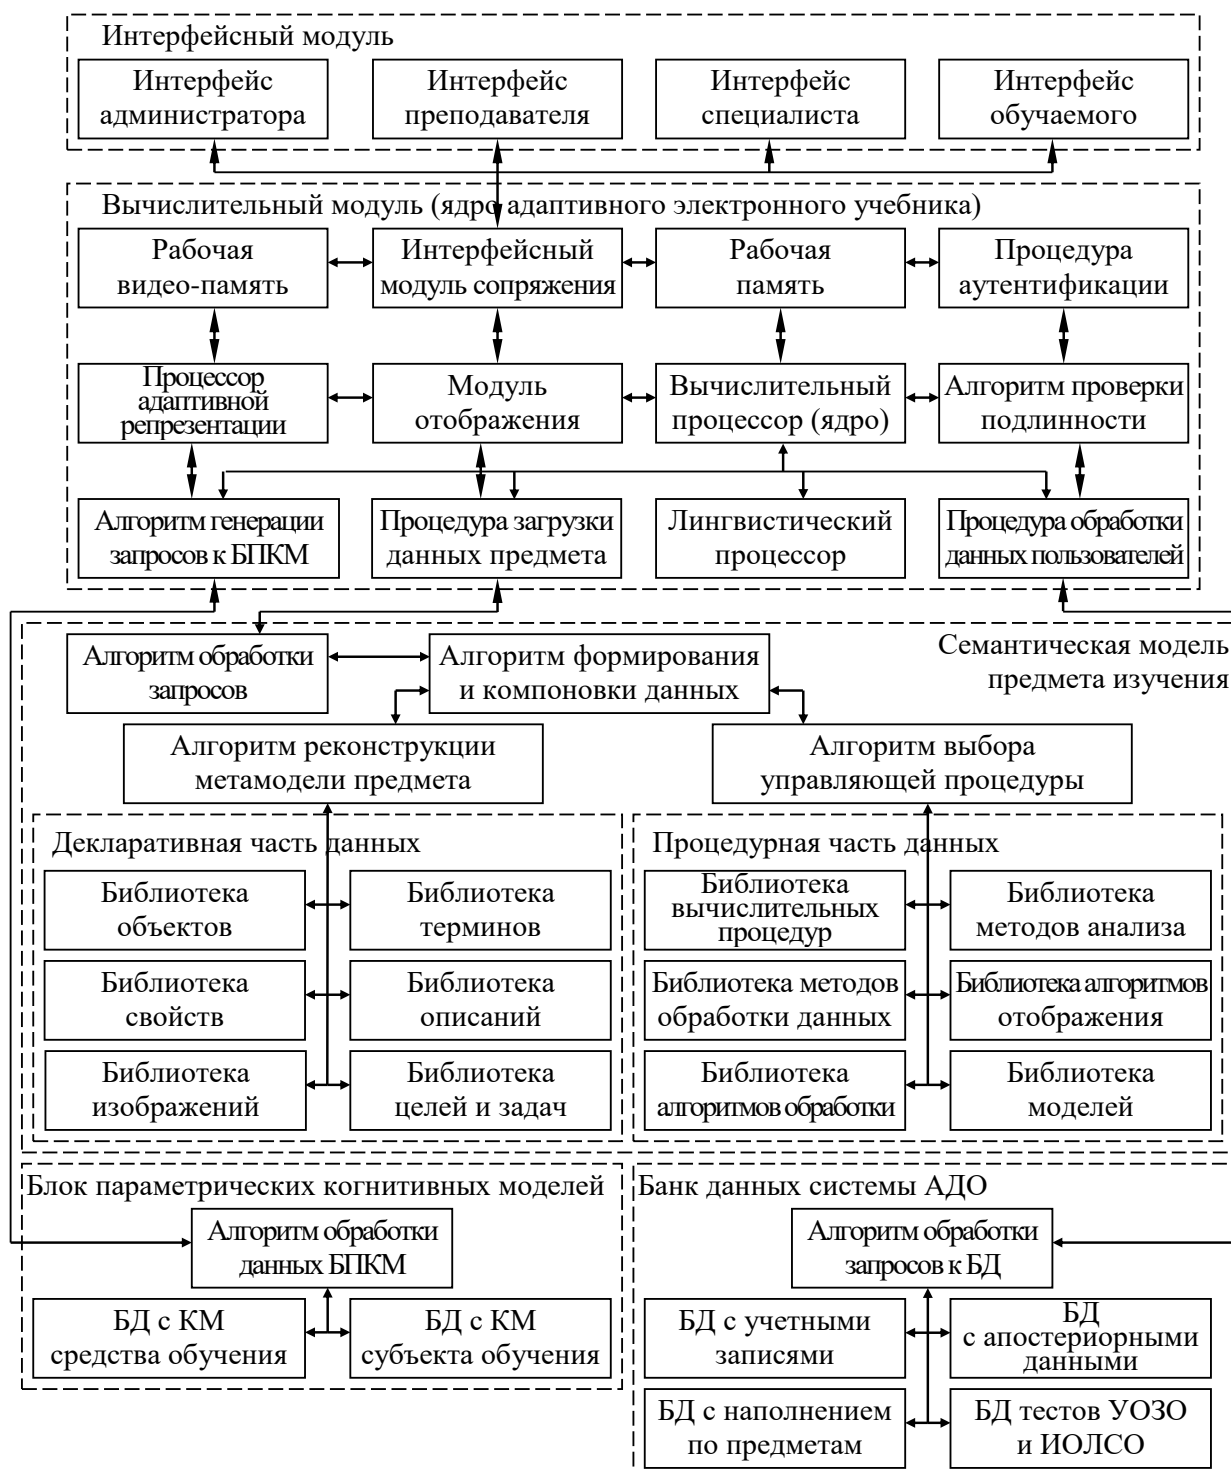 Интерфейсный модуль
Интерфейс
администратора
Интерфейс
преподавателя
Интерфейс
специалиста
Интерфейс
обучаемого
Вычислительный модуль (ядро адаптивного электронного учебника)
Рабочая
видео-память
Интерфейсный
модуль сопряжения
Рабочая
память
Процедура
аутентификации
Процессор
адаптивной
репрезентации
Модуль
отображения
Вычислительный
процессор (ядро)
Алгоритм проверки
подлинности
Алгоритм генерации
запросов к БПКМ
Процедура загрузки
данных предмета
Лингвистический
процессор
Процедура обработки
данных пользователей
Семантическая модель
предмета изучения
Алгоритм обработки
запросов
Алгоритм формирования
и компоновки данных
Алгоритм реконструкции
метамодели предмета
Алгоритм выбора
управляющей процедуры
Декларативная часть данных
Библиотека
объектов
Библиотека
терминов
Библиотека
свойств
Библиотека
описаний
Библиотека
изображений
Библиотека
целей и задач
Процедурная часть данных
Библиотека
вычислительных
процедур
Библиотека
методов анализа
Библиотека методов
обработки данных
Библиотека алгоритмов
отображения
Библиотека
алгоритмов обработки
Библиотека
моделей
Блок параметрических когнитивных моделей
Алгоритм обработки
данных БПКМ
БД с КМ
средства обучения
БД с КМ
субъекта обучения
Банк данных системы АДО
Алгоритм обработки
запросов к БД
БД с учетными
записями
БД
с апостериорными
данными
БД с наполнением
по предметам
БД тестов УОЗО
и ИОЛСО